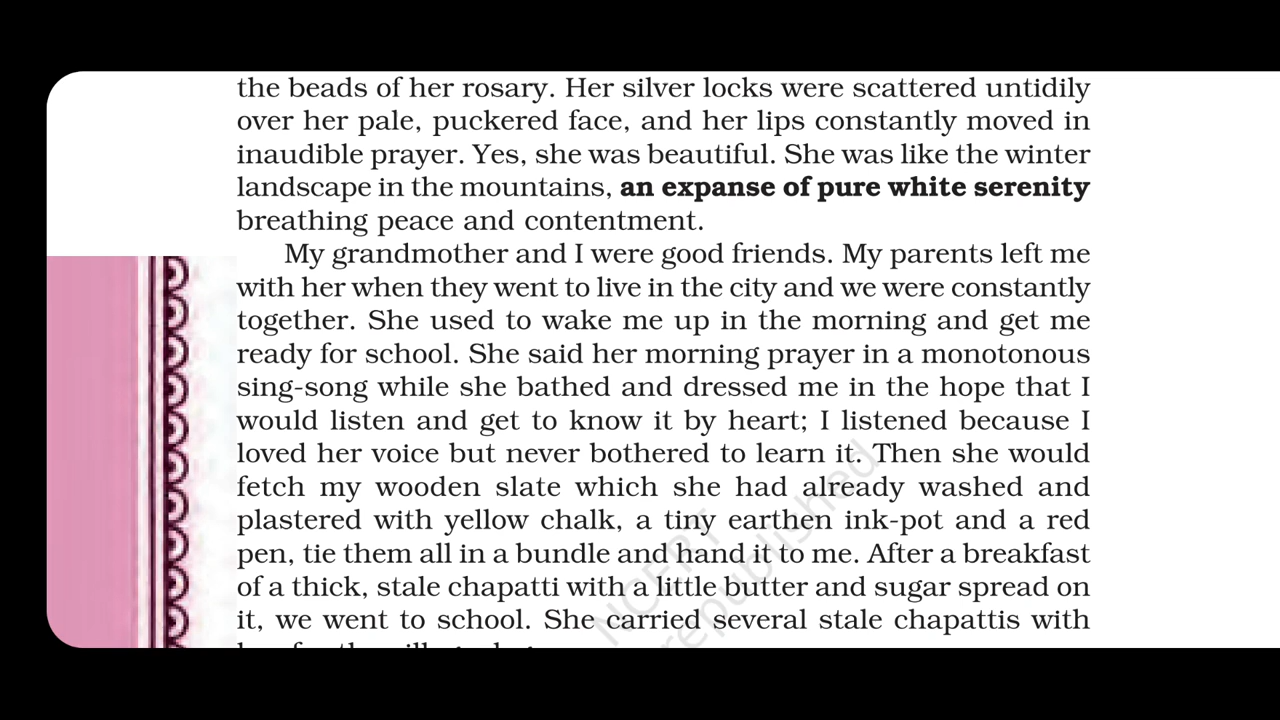 the beads of her rosary. Her silver locks were scattered untidily
over her pale, puckered face, and her lips constantly moved in
inaudible prayer. Yes, she was beautiful. She was like the winter
landscape in the mountains, an expanse of pure white serenity
breathing peace and contentment.
My grandmother and I were good friends. My parents left me
with her when they went to live in the city and we were constantly
together. She used to wake me up in the morning and get me
ready for school. She said her morning prayer in a monotonous
sing-song while she bathed and dressed me in the hope that I
would listen and get to know it by heart; I listened because I
loved her voice but never bothered to learn it. Then she would
fetch my wooden slate which she had already washed and
plastered with yellow chalk, a tiny earthen ink-pot and a red
pen, tie them all in a bundle and hand it to me. After a breakfast
of a thick, stale chapatti with a little butter and sugar spread on
it, we went to school. She carried several stale chapattis with
NCERT
republished